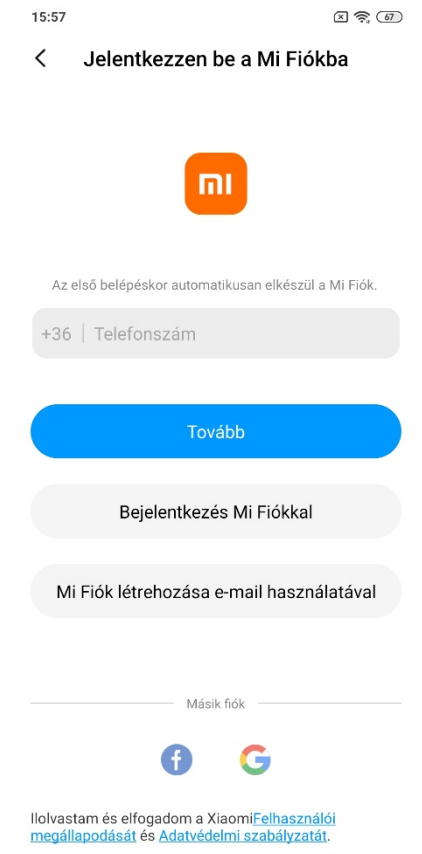 15:57
67
Jelentkezzen be a Mi Fiókba
mi
Az első belépéskor automatikusan elkészül a Mi Fiók.
+36 | Telefonszám
Tovább
Bejelentkezés Mi Fiókkal
Mi Fiók létrehozása e-mail használatával
Másik fiók
f G
Ilolvastam és elfogadom a XiaomiFelhasználói
megállapodását és Adatvédelmi szabályzatát.